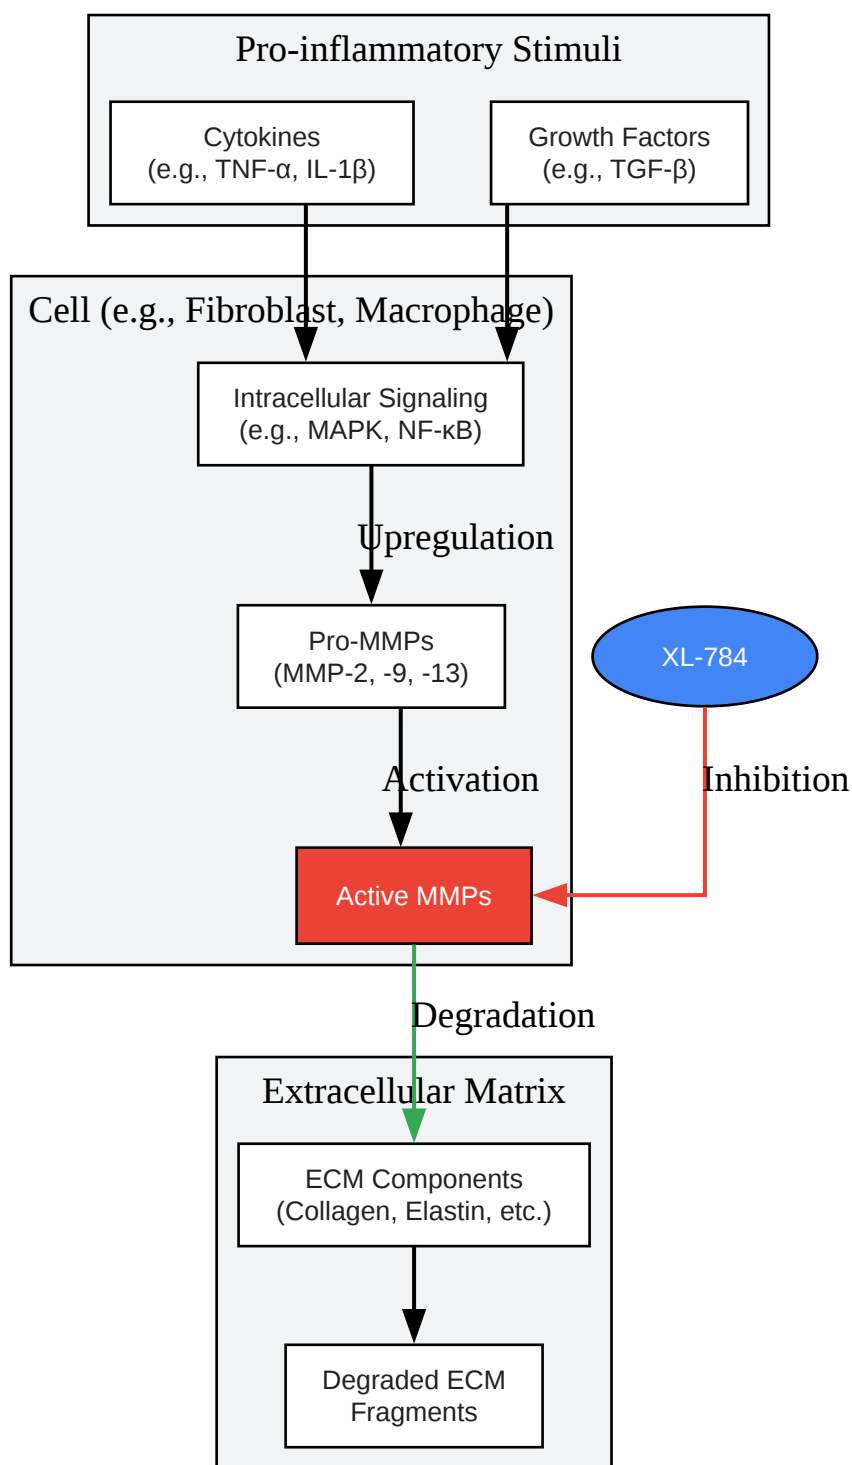 Pro-inflammatory Stimuli
Cytokines
(e.g., TNF-α, IL-1β)
Growth Factors
(e.g., TGF-β)
Cell (e.g., Fibroblast, Macrophage)
Intracellular Signaling
(e.g., MAPK, NF-κB)
Upregulation
Pro-MMPs
(MMP-2, -9, -13)
XL-784
Activation
Inhibition
Active MMPs
Degradation
Extracellular Matrix
ECM Components
(Collagen, Elastin, etc.)
Degraded ECM
Fragments